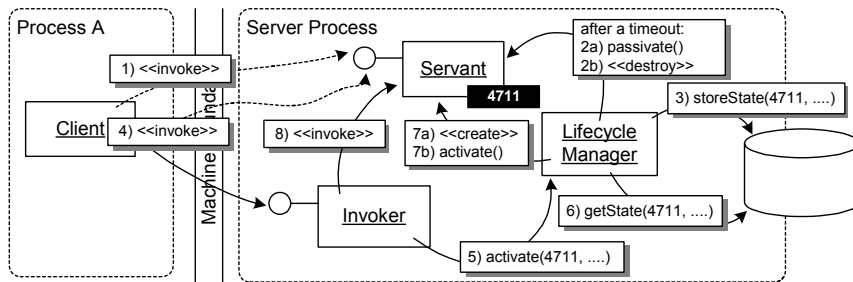 Process A
Server Process
after a timeout:
2a) passivate()
2b) <<destroy>>
1) <<invoke>>
Servant
4711
3) storeState(4711, ....)
Client
4) <<invoke>>
8) <<invoke>>
7a) <<create>>
7b) activate()
Lifecycle
Manager
Machine
Invoker
6) getState(4711, ....)
5) activate(4711, ....)